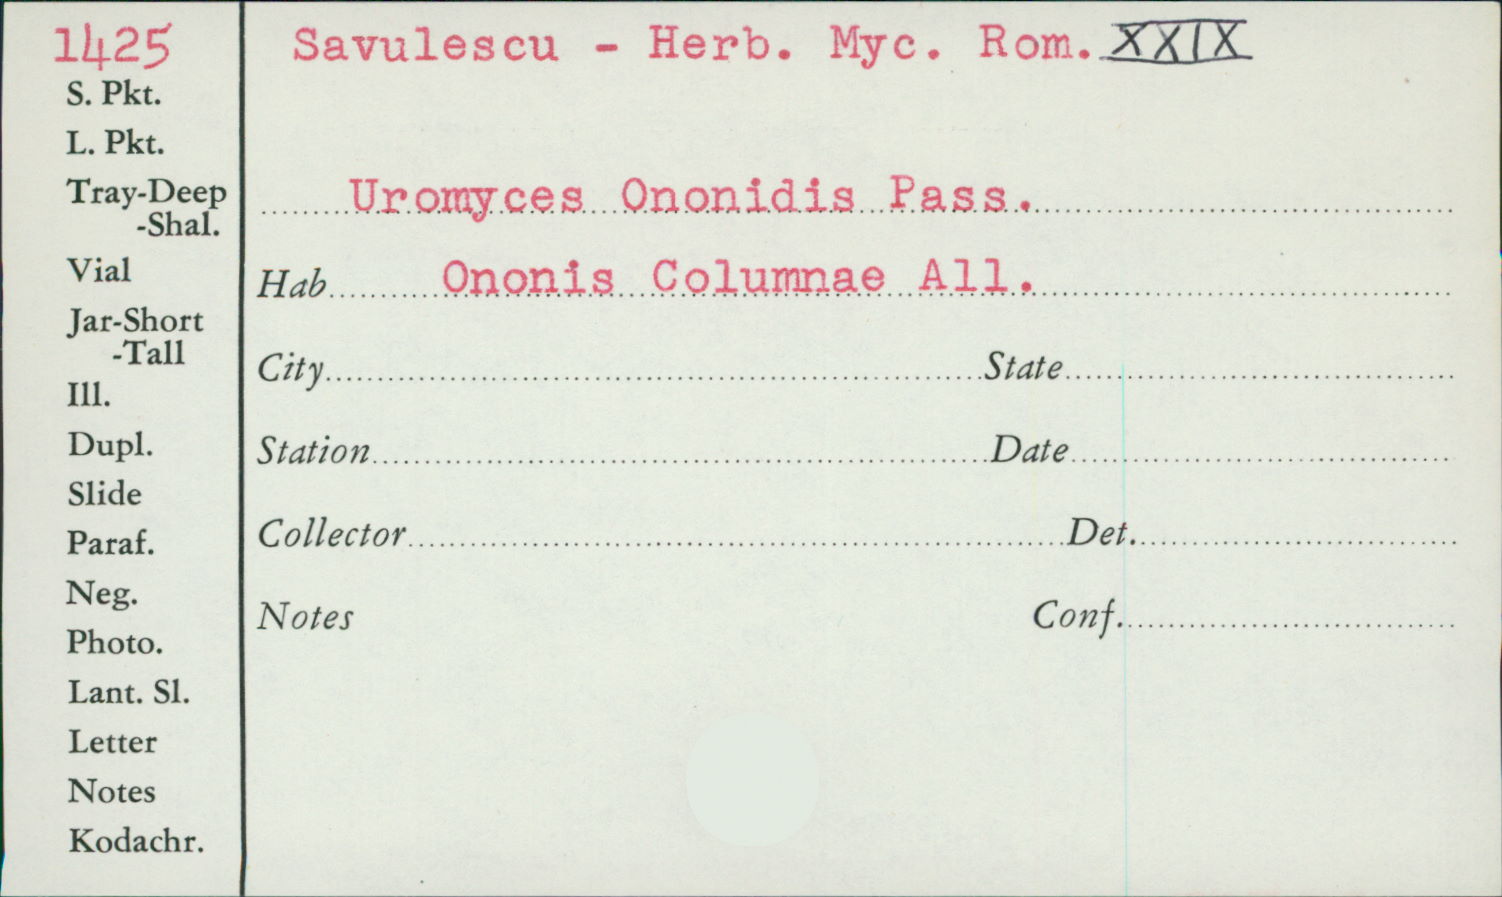 1425
S. Pkt.
L. Pkt.
Tray-Deep
-Shal.
Vial
Jar-Short
-Tall
Ill.
Dupl.
Slide
Paraf.
Neg.
Photo.
Lant. Sl.
Letter
Notes
Kodachr.
Savulescu - Herb. Myc. Rom. XXIX
Uromyces Ononidis Pass.
Hab. Ononis Columnae All.
City State
Station Date
Collector Det.
Notes Conf.